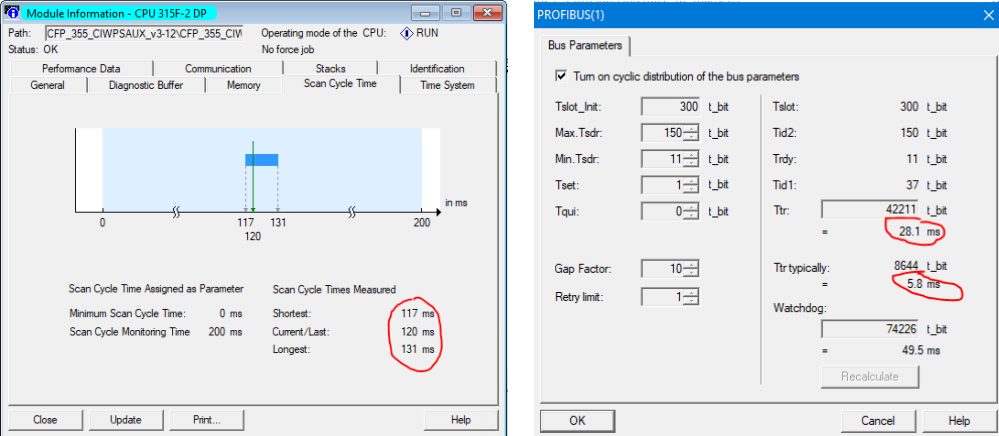 Module Information - CPU 315F-2 DP
Path: CFP_355_CIWPSAUX_v3-12\CFP_355_CIW Operating mode of the CPU: RUN
Status: OK No force job
Performance Data Communication Stacks Identification
General Diagnostic Buffer Memory Scan Cycle Time Time System
in ms
0 117 131 200
120
Scan Cycle Time Assigned as Parameter Scan Cycle Times Measured
Minimum Scan Cycle Time: 0 ms Shortest: 117 ms
Scan Cycle Monitoring Time 200 ms Current/Last: 120 ms
Longest: 131 ms
Close Update Print... Help
PROFIBUS(1)
Bus Parameters
Turn on cyclic distribution of the bus parameters
Tslot_Init: 300 t_bit Tslot: 300 t_bit
Max.Tsdr: 150 t_bit Tid2: 150 t_bit
Min.Tsdr: 11 t_bit Trdy: 11 t_bit
Tset: 1 t_bit Tid1: 37 t_bit
Tqui: 0 t_bit Ttr: 42211 t_bit
= 28.1 ms
Gap Factor: 10 Ttr typically: 8644 t_bit
= 5.8 ms
Retry limit: 1
Watchdog:
74226 t_bit
= 49.5 ms
Recalculate
OK Cancel Help